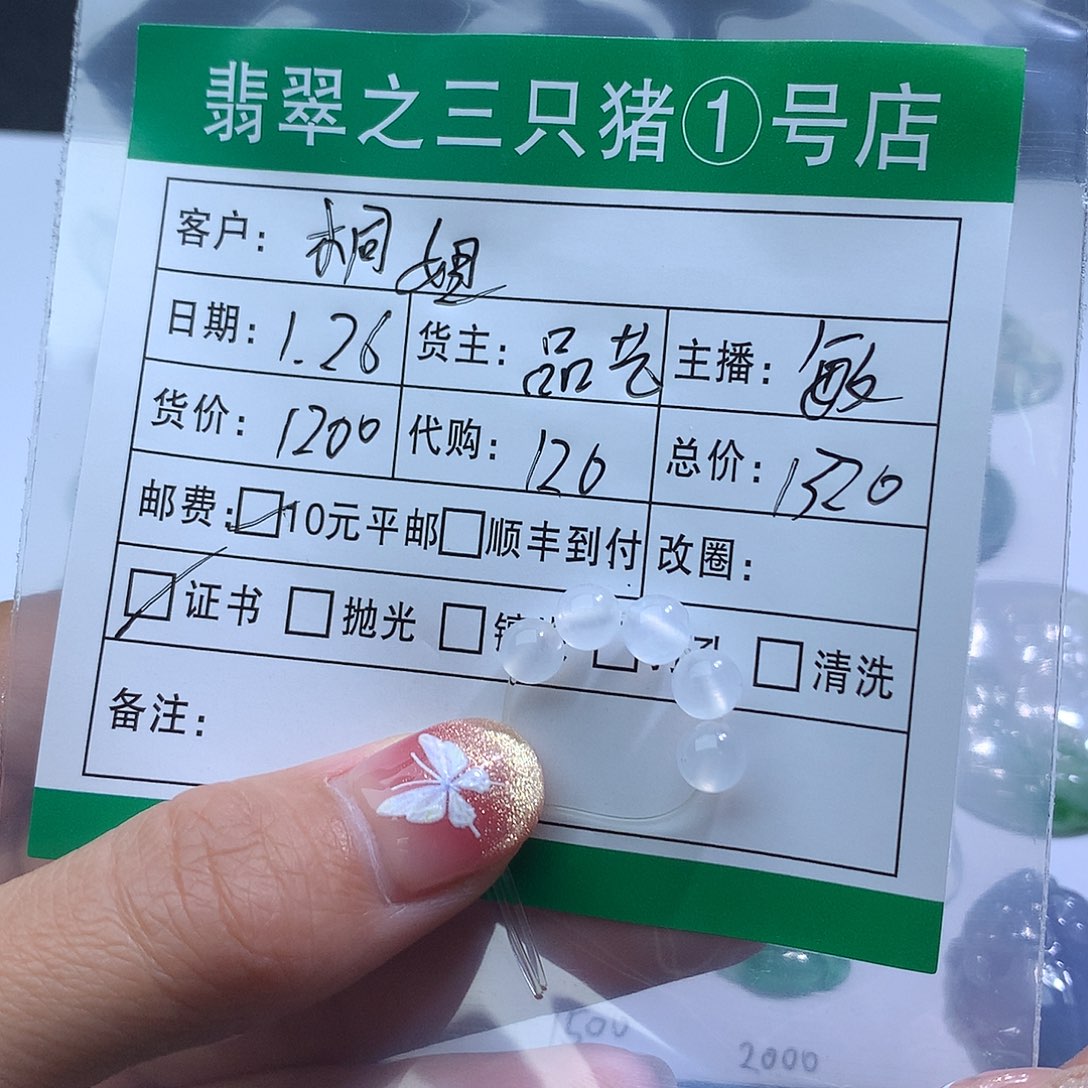 翡翠之三只猪①号店
客户: 桐姐
日期: 1.26 货主: 品艺 主播: 敏
货价: 1200 代购: 120 总价: 1320
邮费: 10元平邮 顺丰到付 改圈:
证书 抛光 孔 清洗
备注:
500
2000